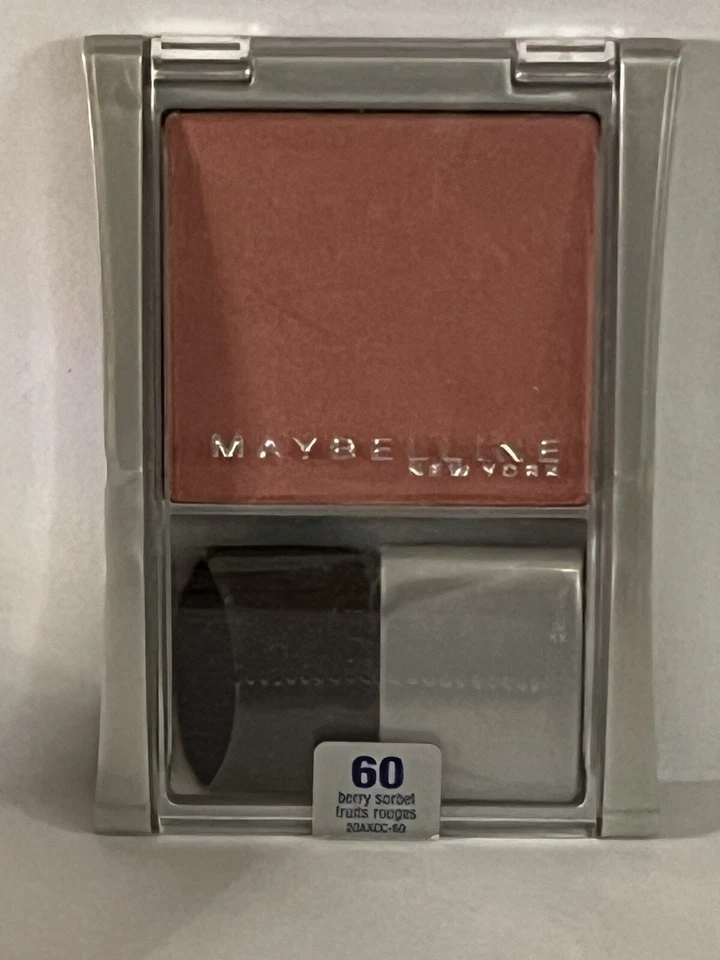 MAYBELLINE
NEW YORK
60
berry sorbet
fruits rouges